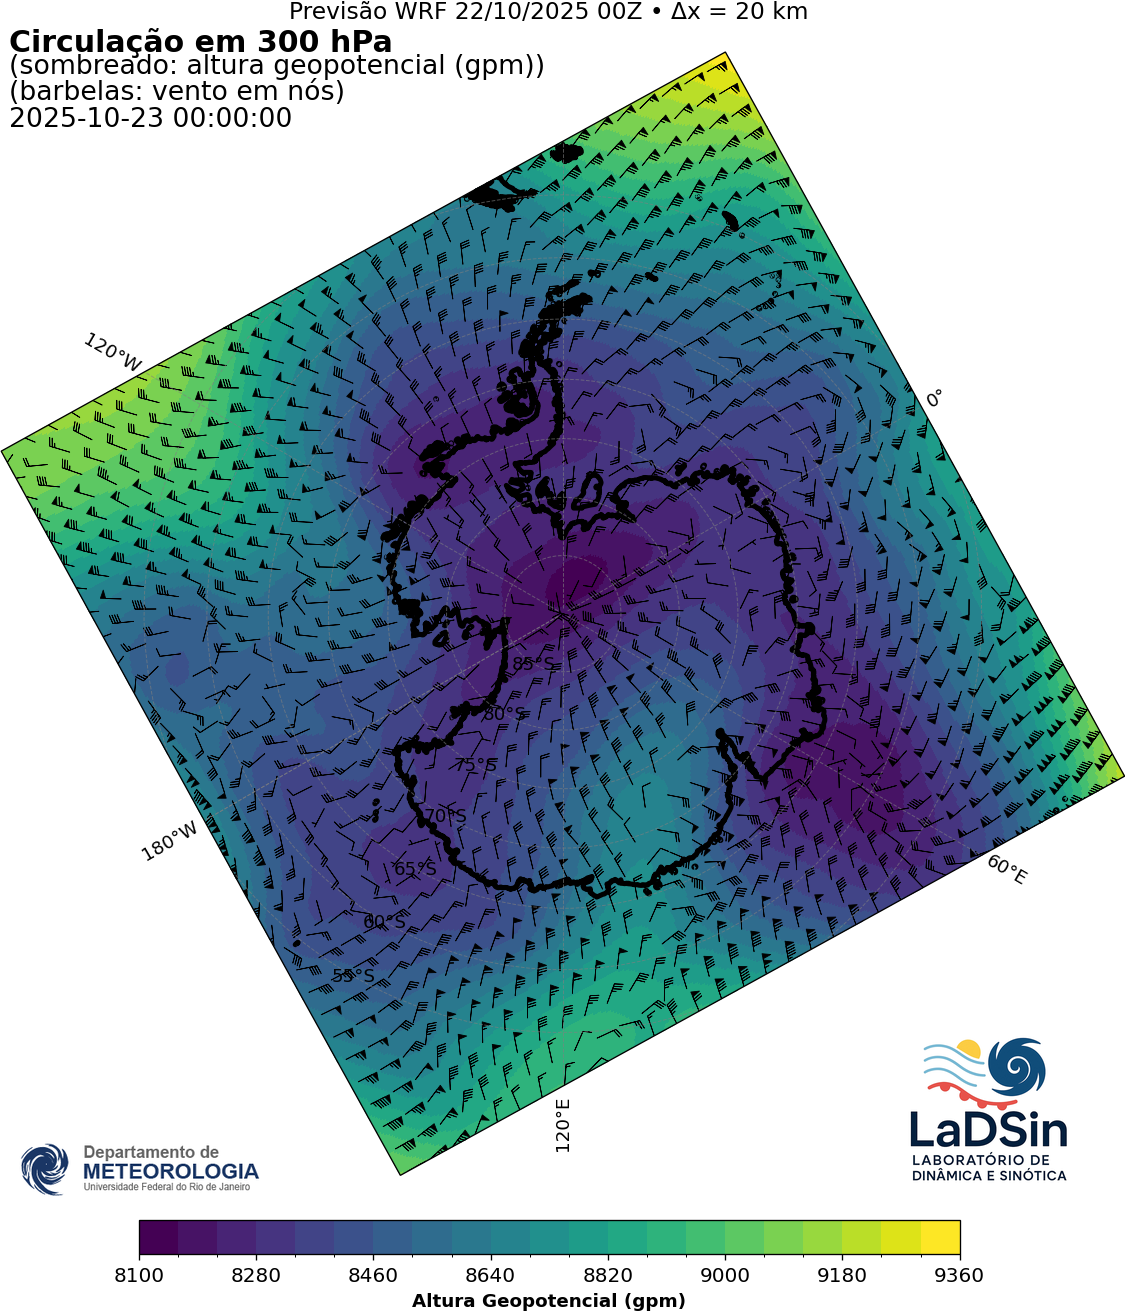 Previsão WRF 22/10/2025 00Z • Δx = 20 km
Circulação em 300 hPa
(sombreado: altura geopotencial (gpm))
(barbelas: vento em nós)
2025-10-23 00:00:00
120°W
0°
85°S
80°S
75°S
70°S
65°S
60°S
55°S
180°W
60°E
120°E
LaDSin
LABORATÓRIO DE
DINÂMICA E SINÓTICA
Departamento de
METEOROLOGIA
Universidade Federal do Rio de Janeiro
8100 8280 8460 8640 8820 9000 9180 9360
Altura Geopotencial (gpm)